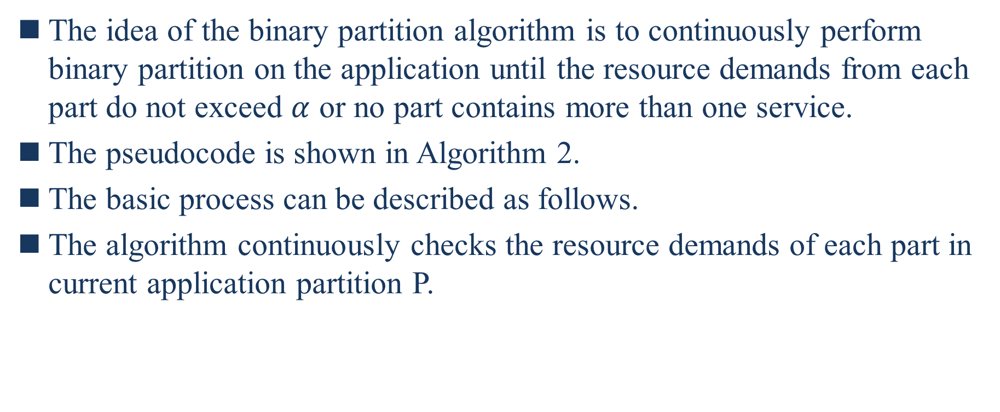 ■ The idea of the binary partition algorithm is to continuously perform
binary partition on the application until the resource demands from each
part do not exceed α or no part contains more than one service.
■ The pseudocode is shown in Algorithm 2.
■ The basic process can be described as follows.
■ The algorithm continuously checks the resource demands of each part in
current application partition P.